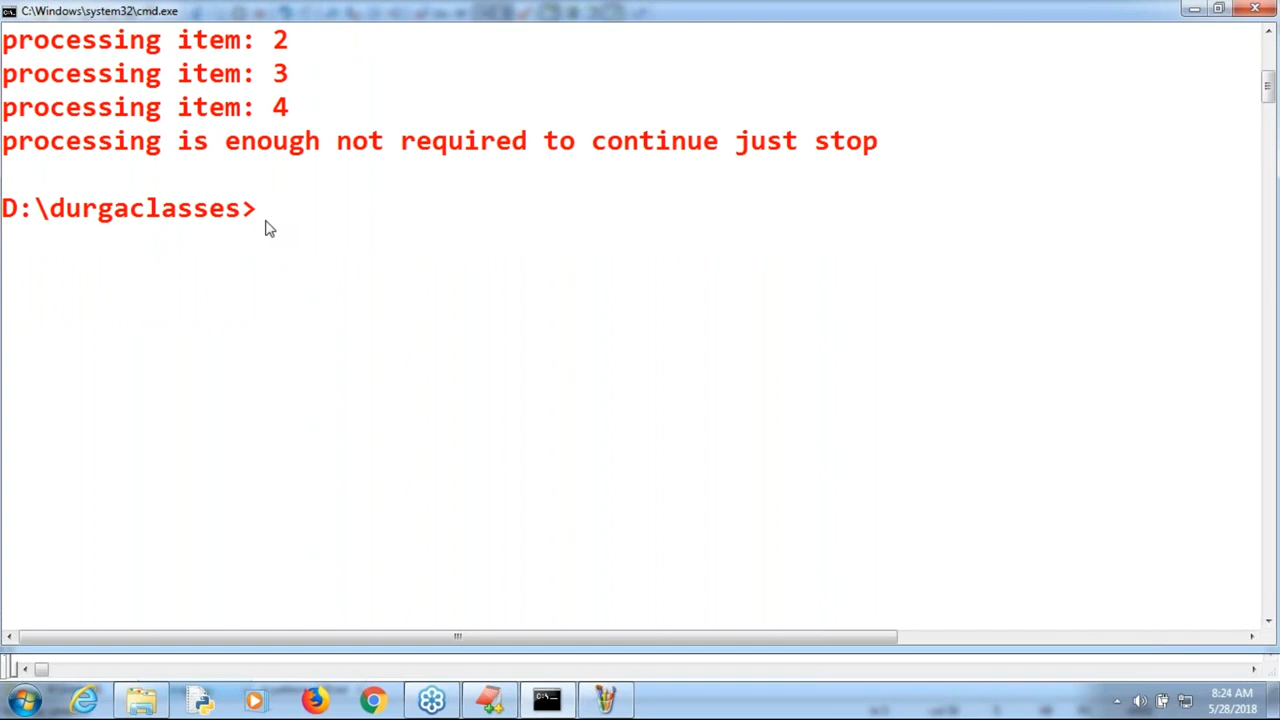 C:\Windows\system32\cmd.exe
processing item: 2
processing item: 3
processing item: 4
processing is enough not required to continue just stop
D:\durgaclasses>
8:24 AM
5/28/2018